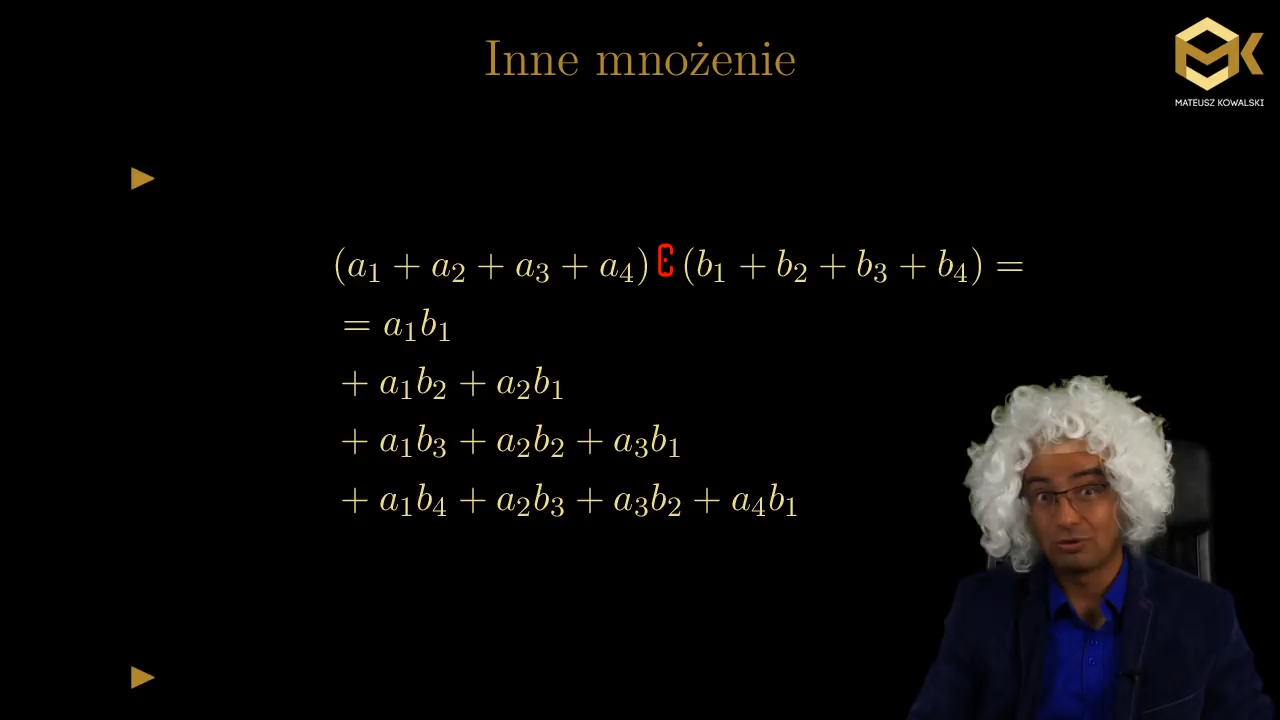 Inne mnożenie
MATEUSZ KOWALSKI
(a₁ + a₂ + a₃ + a₄) (b₁ + b₂ + b₃ + b₄) =
= a₁b₁
+ a₁b₂ + a₂b₁
+ a₁b₃ + a₂b₂ + a₃b₁
+ a₁b₄ + a₂b₃ + a₃b₂ + a₄b₁